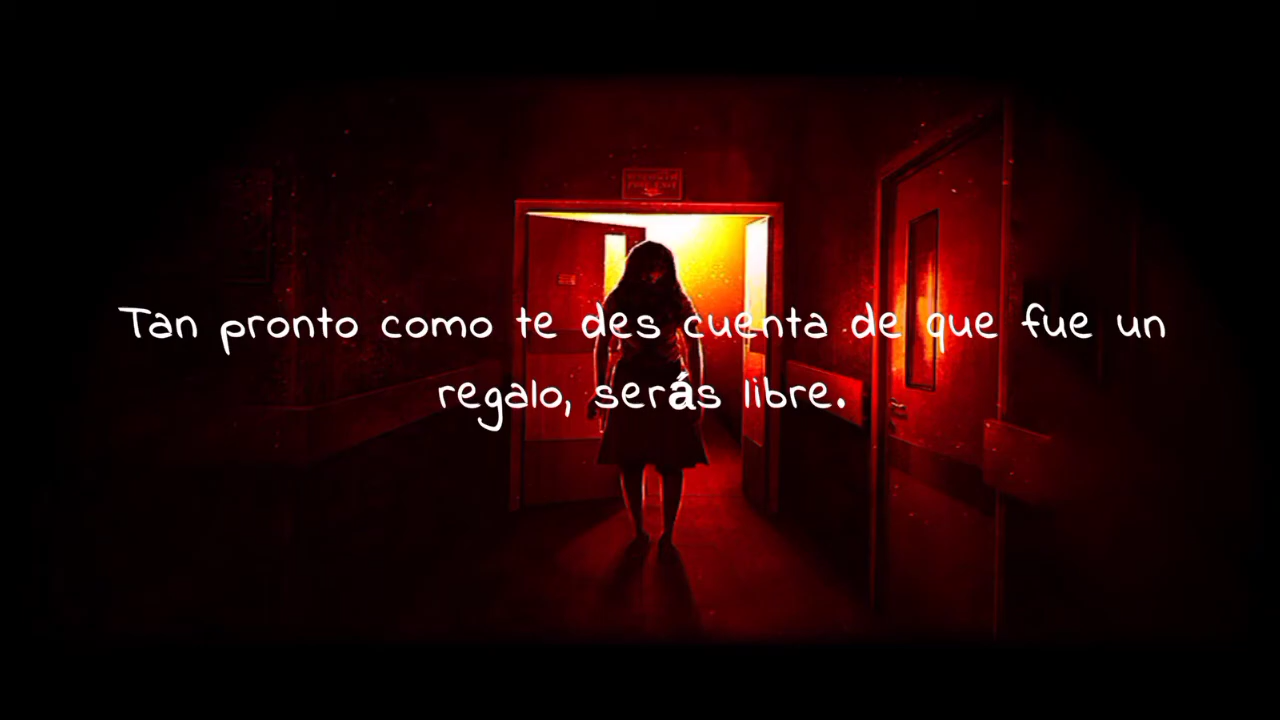 Tan pronto como te des cuenta de que fue un
regalo, serás libre.